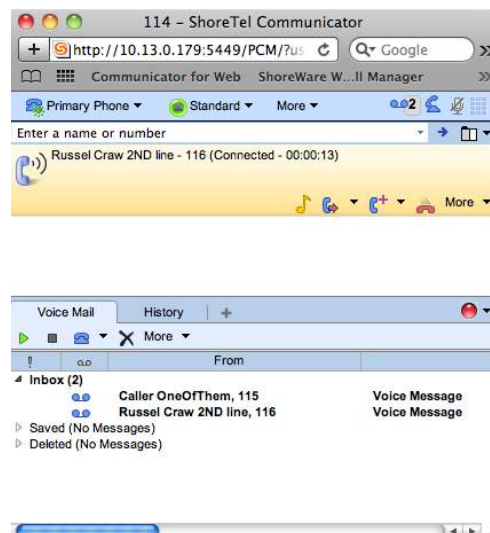 114 – ShoreTel Communicator
http://10.13.0.179:5449/PCM/?us Google
Communicator for Web ShoreWare W...ll Manager
Primary Phone Standard More 2
Enter a name or number
Russel Craw 2ND line - 116 (Connected - 00:00:13)
More
Voice Mail History +
More
! From
Inbox (2)
Caller OneOfThem, 115 Voice Message
Russel Craw 2ND line, 116 Voice Message
Saved (No Messages)
Deleted (No Messages)